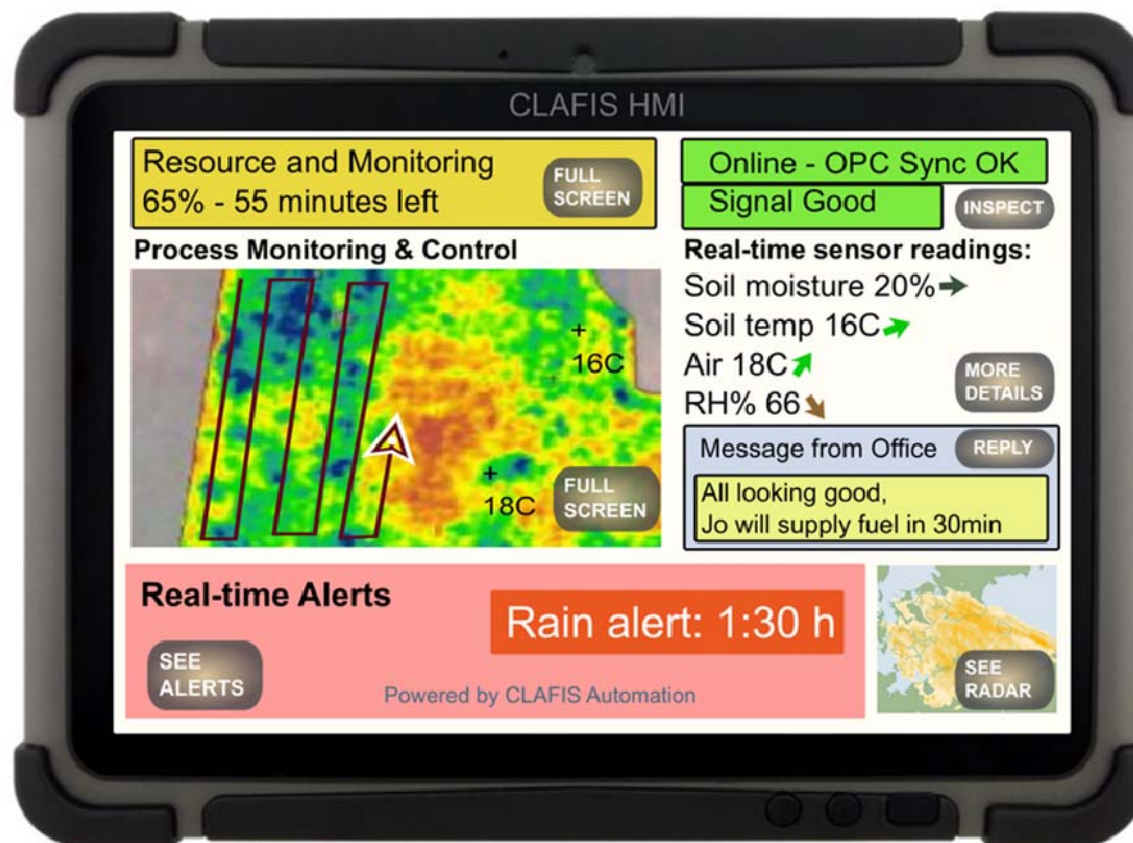 CLAFIS HMI
Resource and Monitoring
65% - 55 minutes left
FULL
SCREEN
Online - OPC Sync OK
Signal Good
INSPECT
Process Monitoring & Control
+
16C
+
18C
FULL
SCREEN
Real-time sensor readings:
Soil moisture 20%
Soil temp 16C
Air 18C
RH% 66
MORE
DETAILS
Message from Office
REPLY
All looking good,
Jo will supply fuel in 30min
Real-time Alerts
Rain alert: 1:30 h
SEE
ALERTS
Powered by CLAFIS Automation
SEE
RADAR